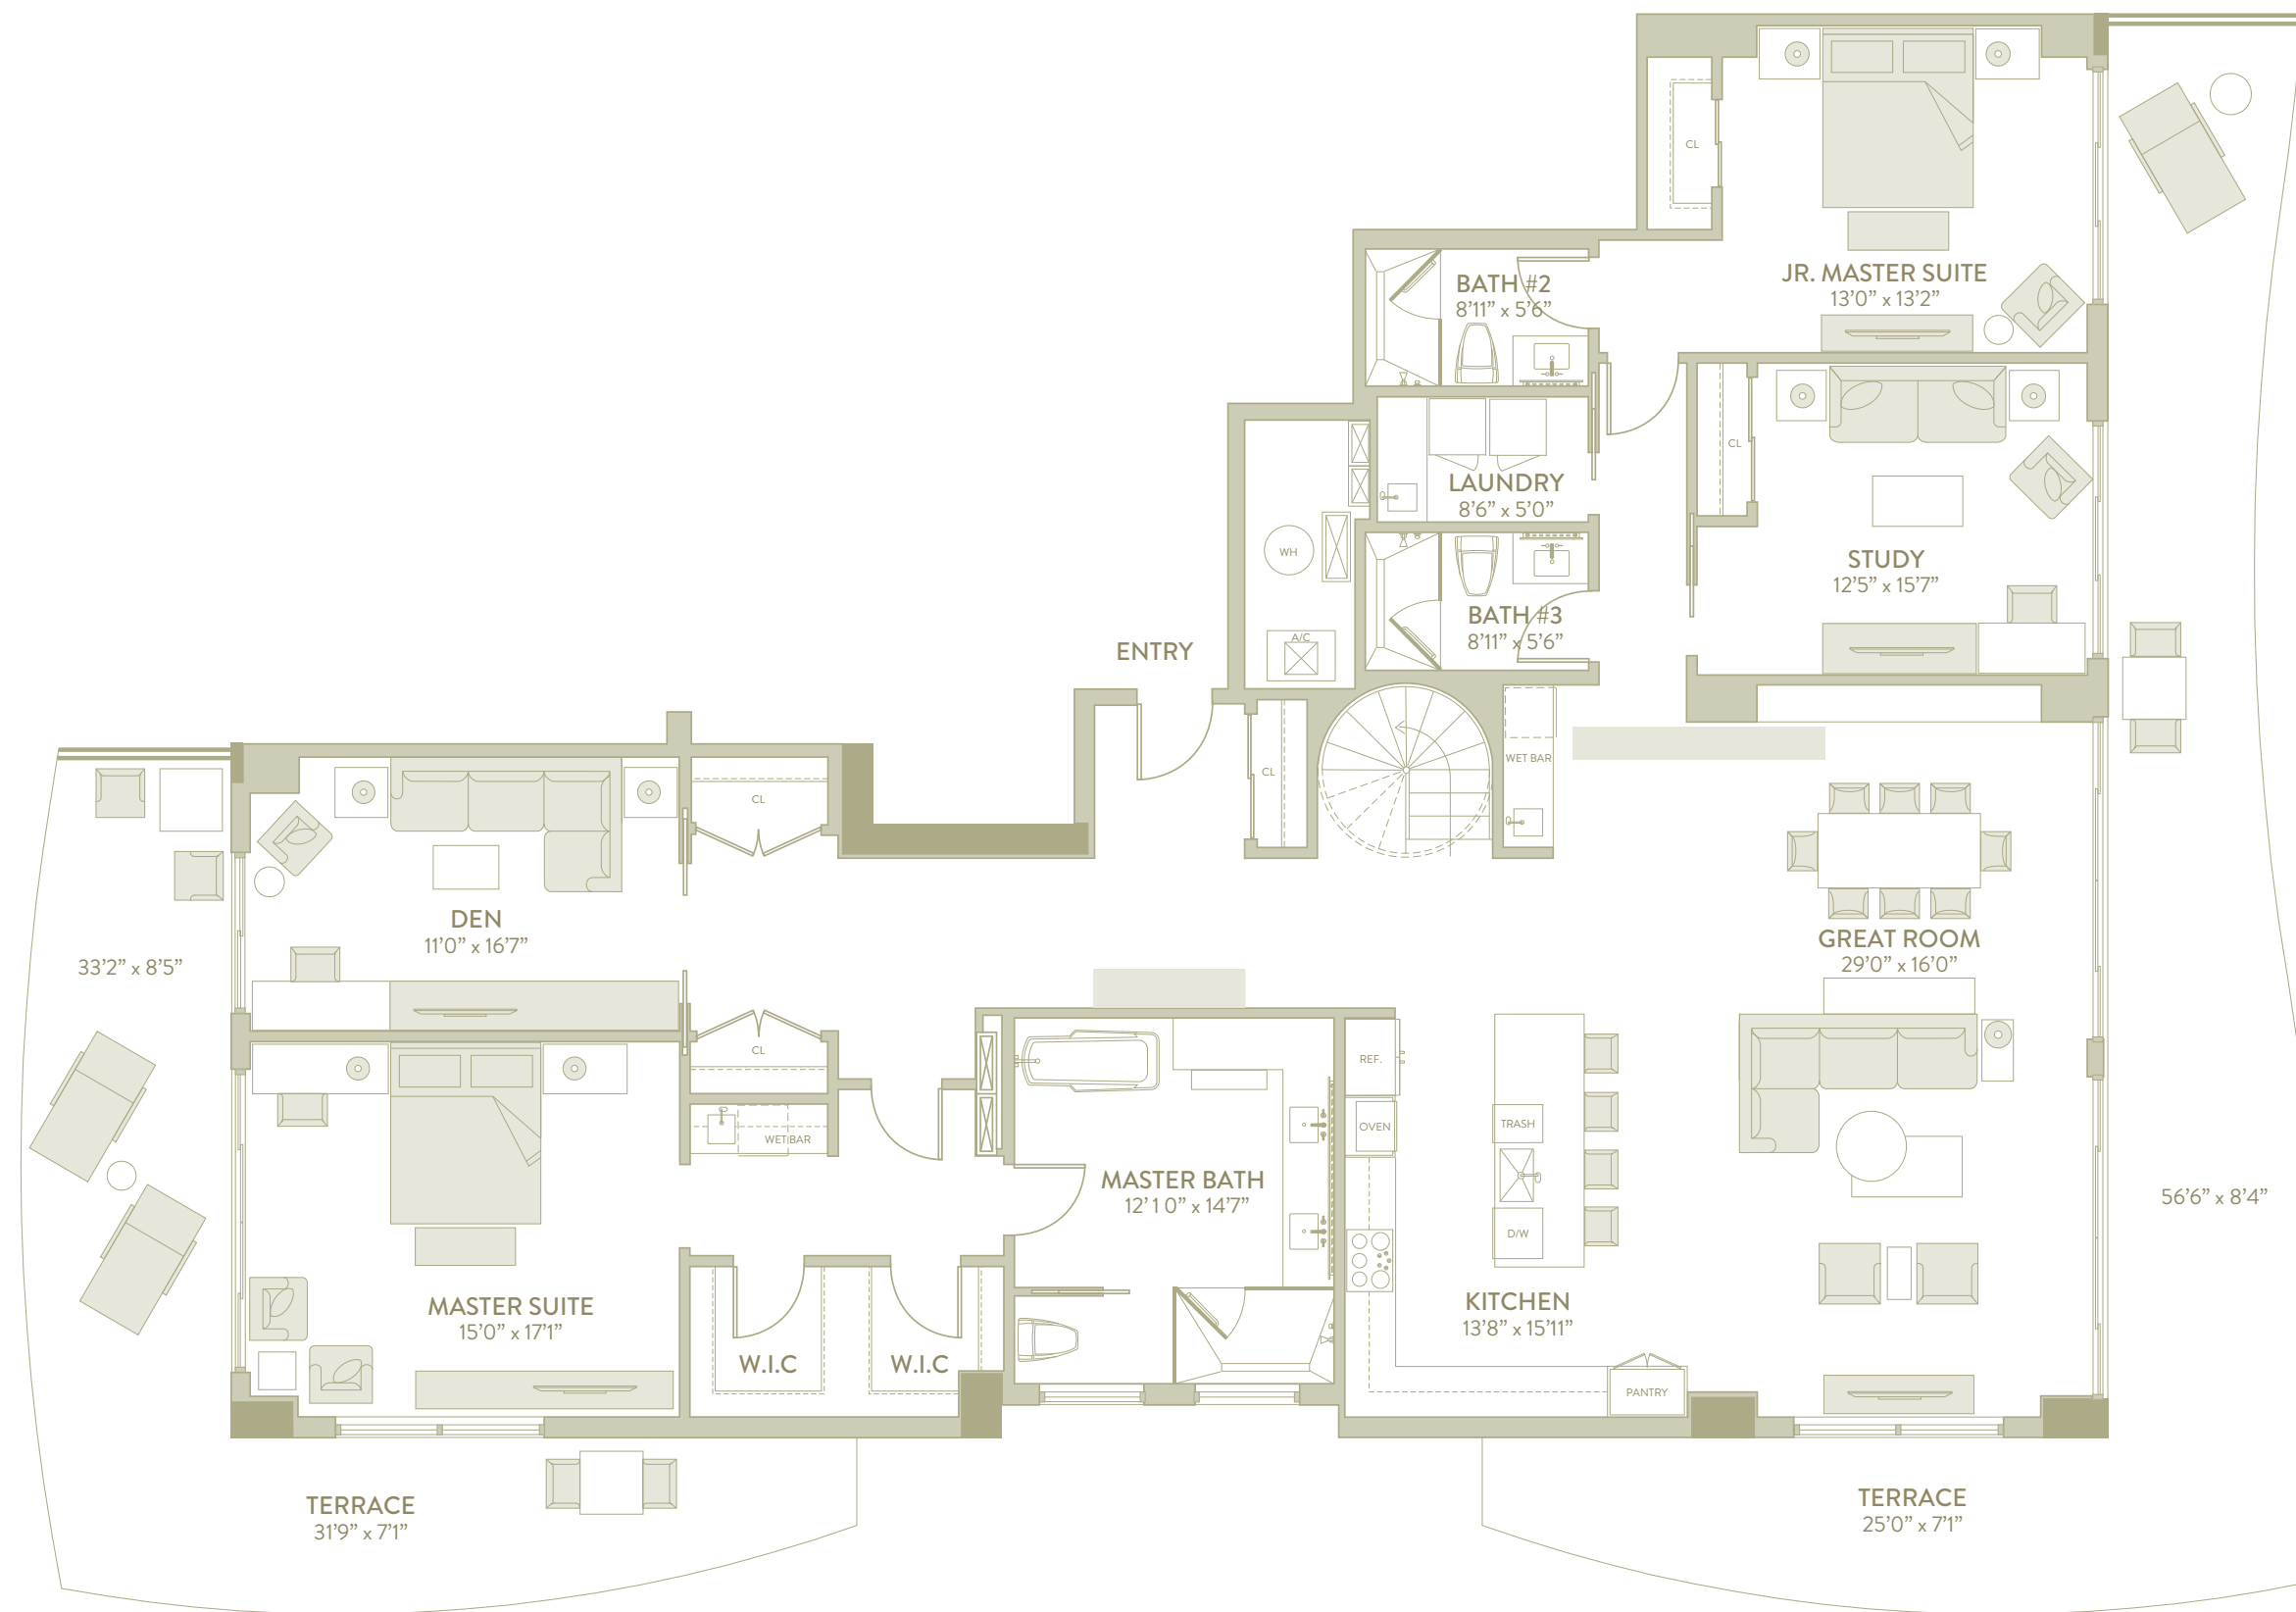 CL
JR. MASTER SUITE
13’0” x 13’2”
BATH #2
8’11” x 5’6”
CL
LAUNDRY
8’6” x 5’0”
WH
STUDY
12’5” x 15’7”
BATH #3
8’11” x 5’6”
A/C
ENTRY
WET BAR
CL
CL
DEN
11’0” x 16’7”
GREAT ROOM
29’0” x 16’0”
33’2” x 8’5”
CL
REF.
OVEN
TRASH
WET BAR
MASTER BATH
12’1 0” x 14’7”
56’6” x 8’4”
D/W
MASTER SUITE
15’0” x 17’1”
KITCHEN
13’8” x 15’11”
W.I.C
W.I.C
PANTRY
TERRACE
31’9” x 7’1”
TERRACE
25’0” x 7’1”